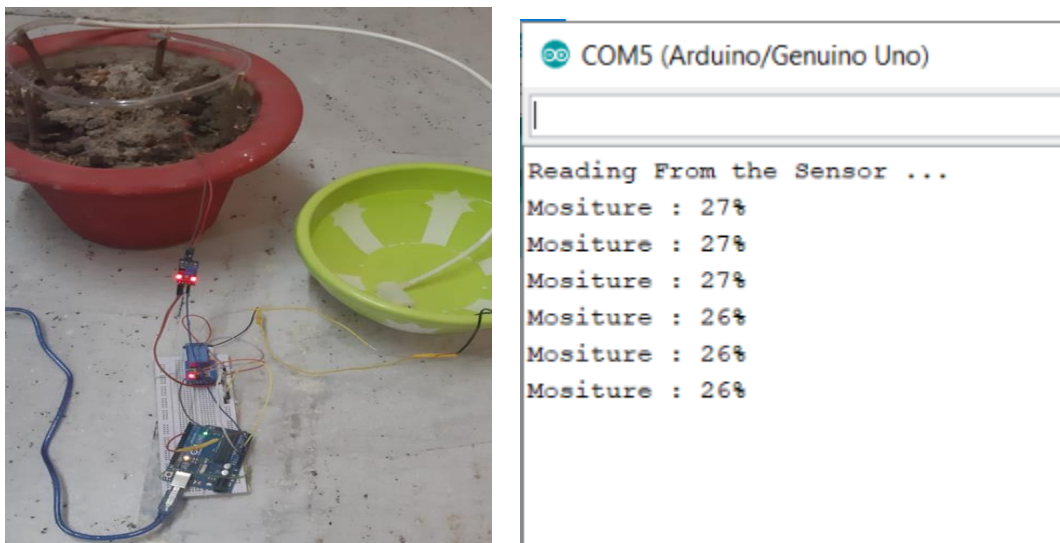 COM5 (Arduino/Genuino Uno)
Reading From the Sensor ...
Mositure : 27%
Mositure : 27%
Mositure : 27%
Mositure : 26%
Mositure : 26%
Mositure : 26%